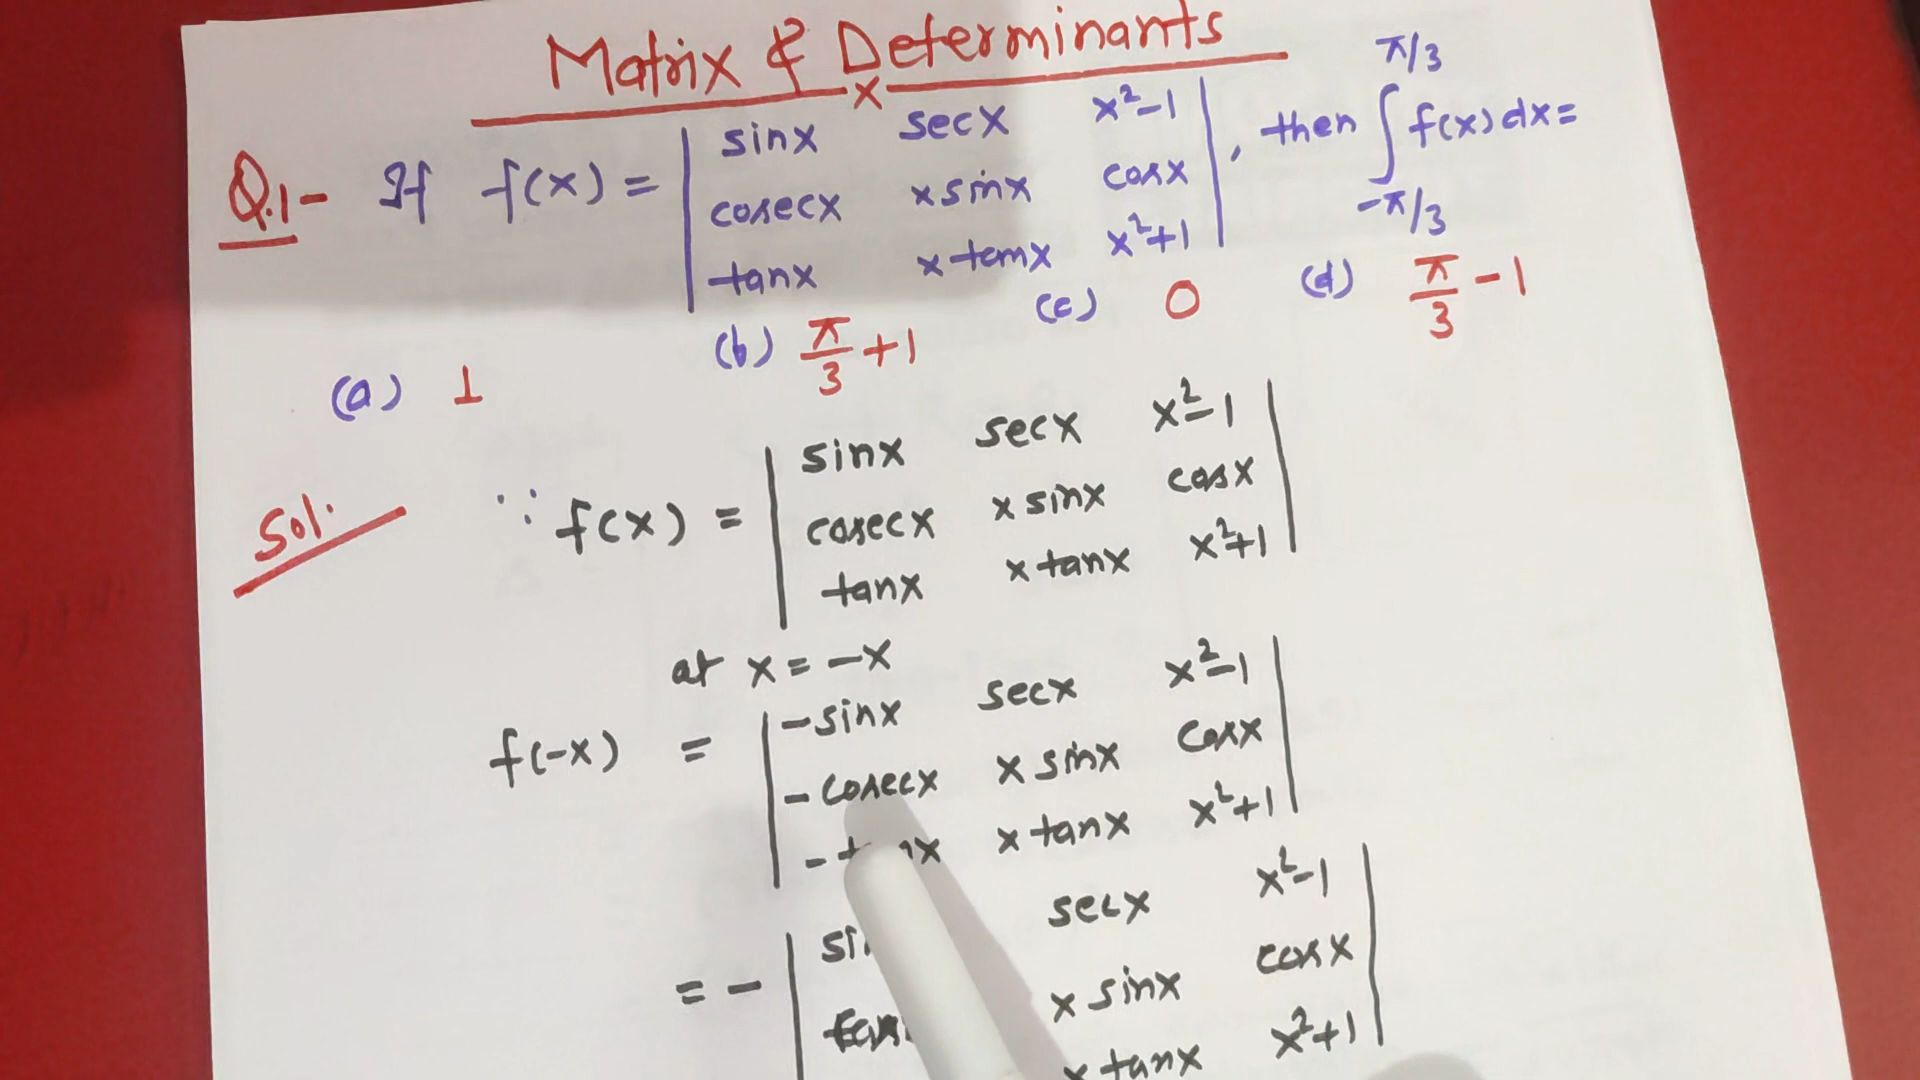 Matrix & Determinants
x
Q.1- If f(x) = | sinx secx x²-1 |, then ∫ f(x) dx =
π/3
| cosecx x sinx cosx |
-π/3
| tanx x tanx x²+1 |
(a) 1 (b) π/3 + 1 (c) 0 (d) π/3 - 1
Sol. ∵ f(x) = | sinx secx x²-1 |
| cosecx x sinx cosx |
| tanx x tanx x²+1 |
at x = -x
f(-x) = | -sinx secx x²-1 |
| -cosecx x sinx cosx |
| x tanx x²+1 |
= - | secx x²-1 |
| x sinx cosx |
| x tanx x²+1 |